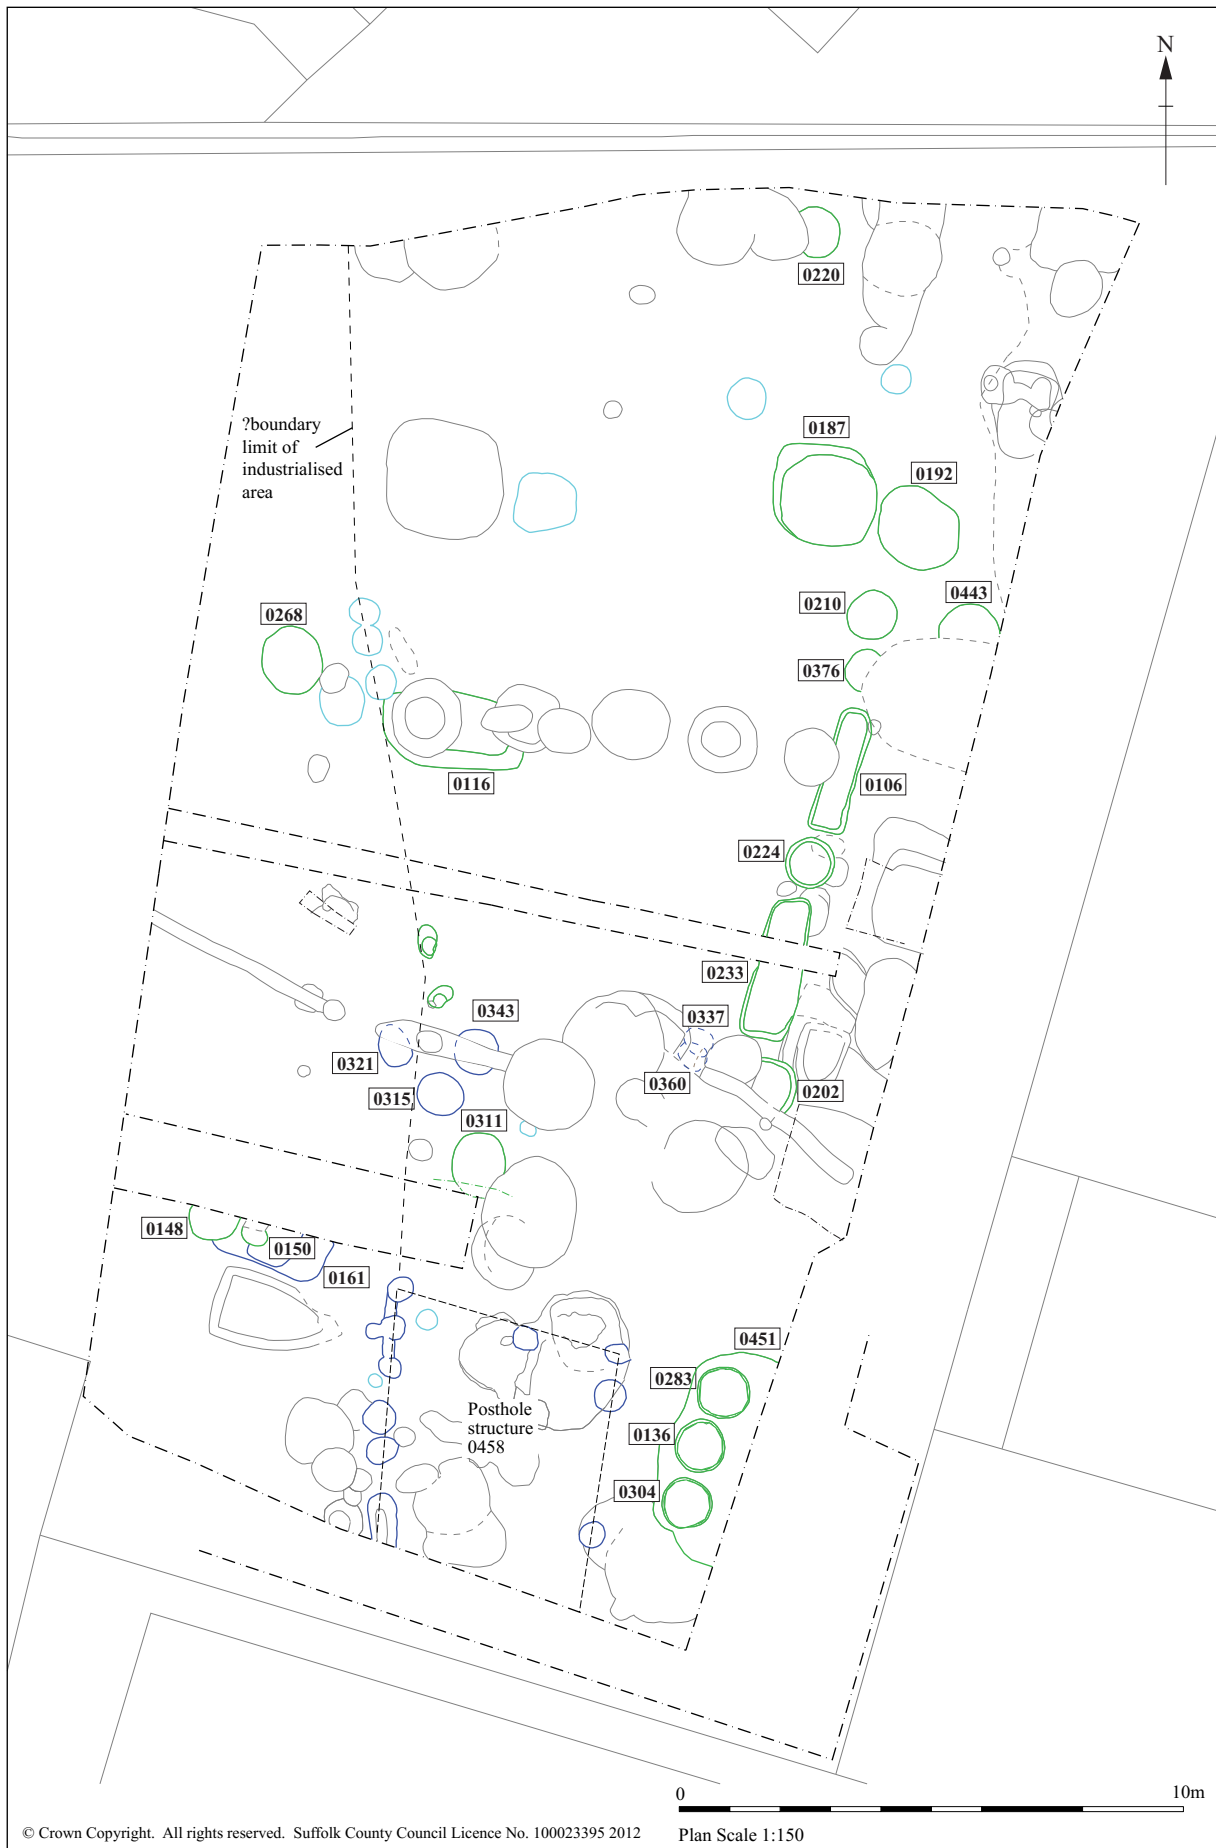 N
0220
0187
?boundary
limit of
industrialised
area
0192
0210
0443
0268
0376
0116
0106
0224
0233
0343
0337
0321
0360
0315
0202
0311
0148
0150
0161
0451
0283
Posthole
structure
0458
0136
0304
0
10m
© Crown Copyright. All rights reserved. Suffolk County Council Licence No. 100023395 2012
Plan Scale 1:150